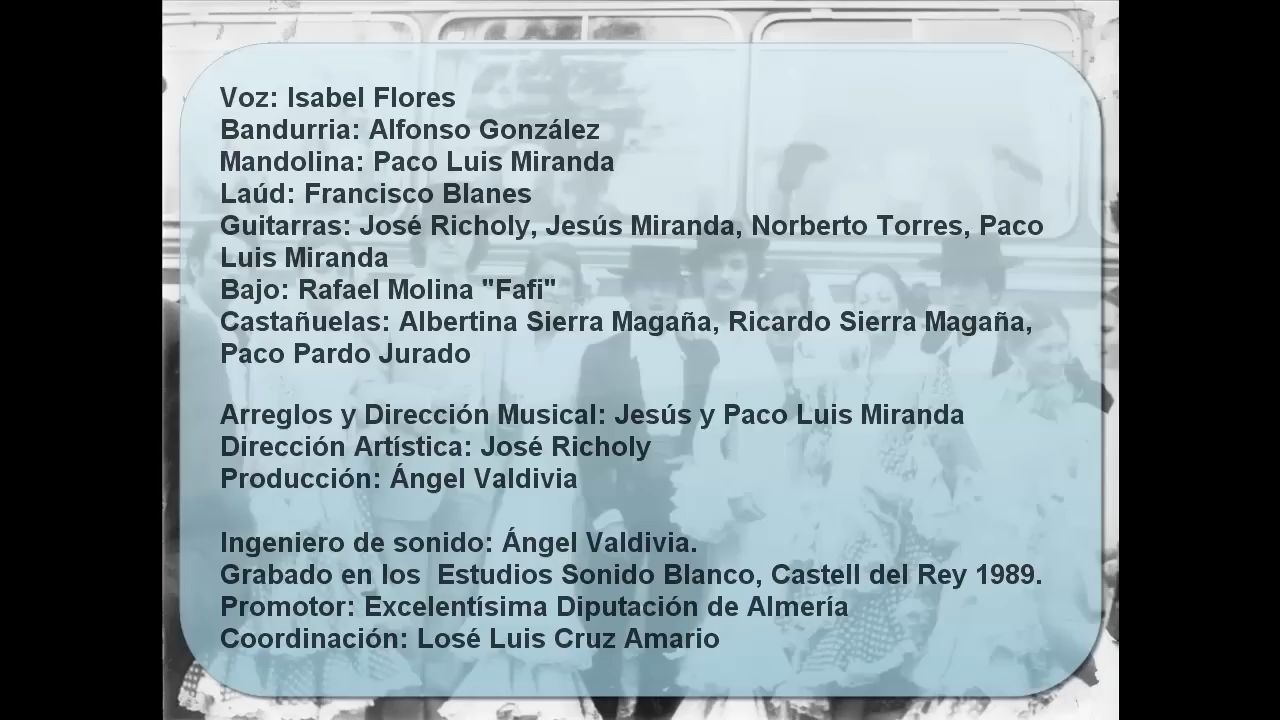 Voz: Isabel Flores
Bandurria: Alfonso González
Mandolina: Paco Luis Miranda
Laúd: Francisco Blanes
Guitarras: José Richoly, Jesús Miranda, Norberto Torres, Paco
Luis Miranda
Bajo: Rafael Molina "Fafi"
Castañuelas: Albertina Sierra Magaña, Ricardo Sierra Magaña,
Paco Pardo Jurado
Arreglos y Dirección Musical: Jesús y Paco Luis Miranda
Dirección Artística: José Richoly
Producción: Ángel Valdivia
Ingeniero de sonido: Ángel Valdivia.
Grabado en los  Estudios Sonido Blanco, Castell del Rey 1989.
Promotor: Excelentísima Diputación de Almería
Coordinación: Losé Luis Cruz Amario